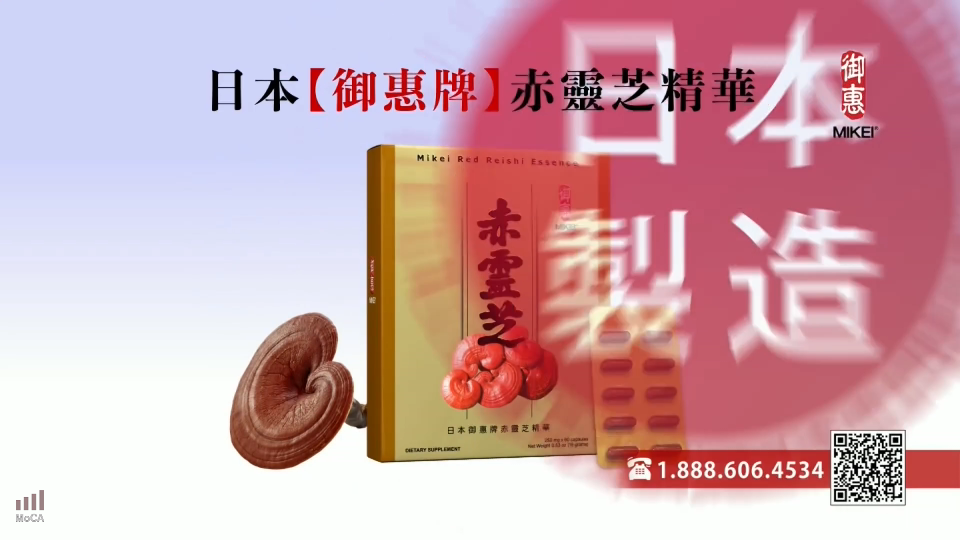 日本【御惠牌】赤靈芝精華
日本
製造
御惠
MIKEI
Mikei Red Reishi Essence
赤霊芝
日本御惠牌赤靈芝精華
DIETARY SUPPLEMENT
1.888.606.4534
MoCA